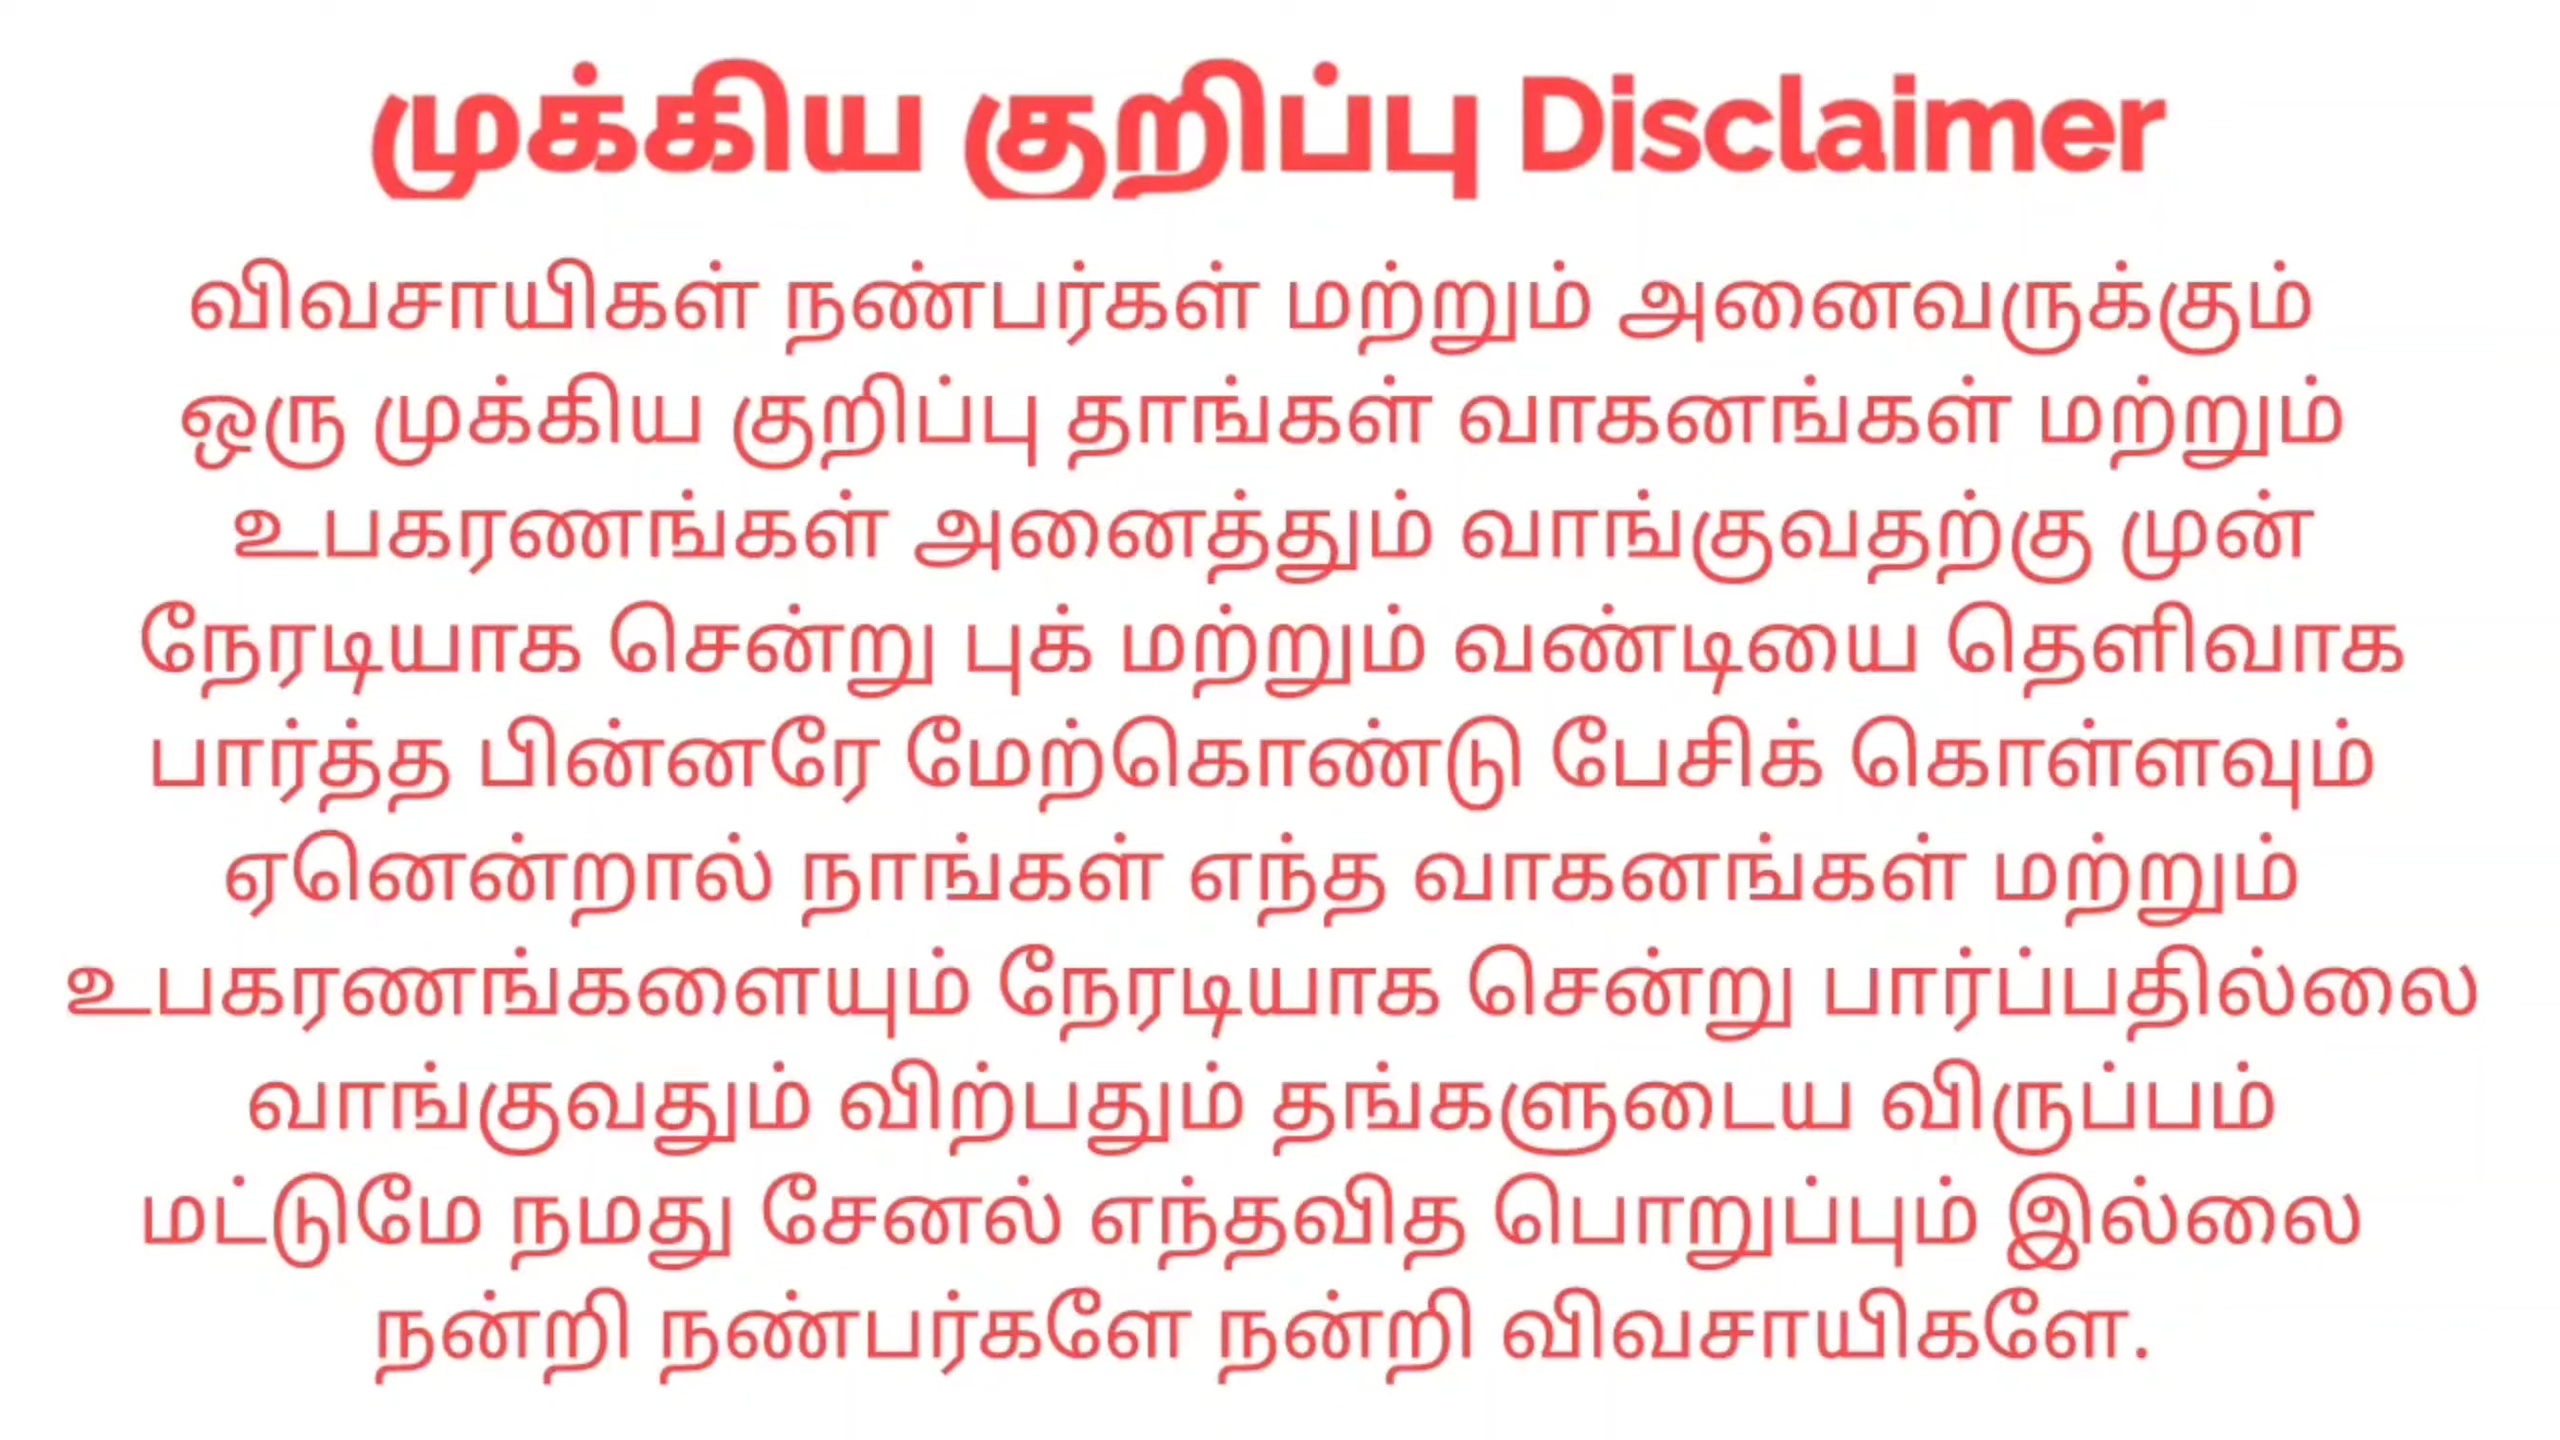 முக்கிய குறிப்பு Disclaimer
விவசாயிகள் நண்பர்கள் மற்றும் அனைவருக்கும்
ஒரு முக்கிய குறிப்பு தாங்கள் வாகனங்கள் மற்றும்
உபகரணங்கள் அனைத்தும் வாங்குவதற்கு முன்
நேரடியாக சென்று புக் மற்றும் வண்டியை தெளிவாக
பார்த்த பின்னரே மேற்கொண்டு பேசிக் கொள்ளவும்
ஏனென்றால் நாங்கள் எந்த வாகனங்கள் மற்றும்
உபகரணங்களையும் நேரடியாக சென்று பார்ப்பதில்லை
வாங்குவதும் விற்பதும் தங்களுடைய விருப்பம்
மட்டுமே நமது சேனல் எந்தவித பொறுப்பும் இல்லை
நன்றி நண்பர்களே நன்றி விவசாயிகளே.